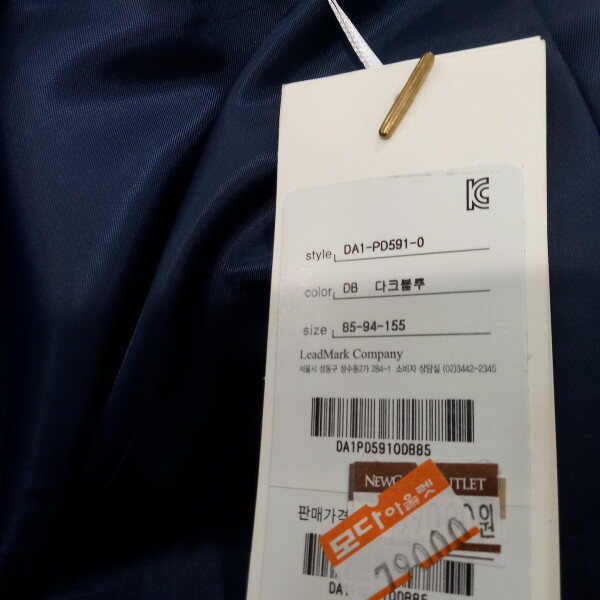 style DA1-PD591-0
color DB 다크블루
size 85-94-155
LeadMark Company
서울시 성동구 성수동2가 284-1 소비자 상담실 (02)3442-2345
DA1PD5910DB85
판매가격
원
모다아울렛
79000